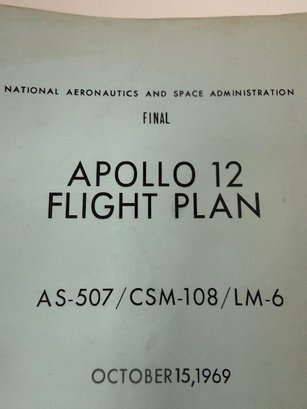 NATIONAL AERONAUTICS AND SPACE ADMINISTRATION
FINAL
APOLLO 12
FLIGHT PLAN
AS-507/CSM-108/LM-6
OCTOBER 15, 1969